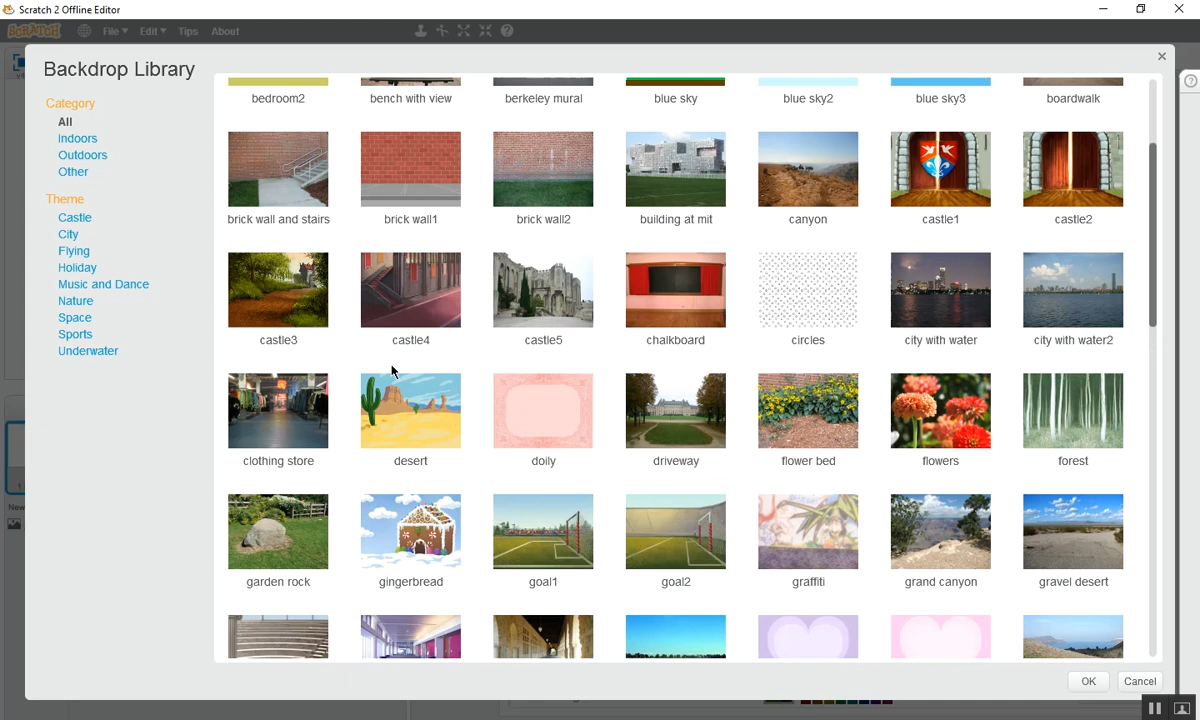 Scratch 2 Offline Editor
SCRATCH File Edit Tips About
Backdrop Library
Category
All
Indoors
Outdoors
Other
Theme
Castle
City
Flying
Holiday
Music and Dance
Nature
Space
Sports
Underwater
bedroom2 bench with view berkeley mural blue sky blue sky2 blue sky3 boardwalk
brick wall and stairs brick wall1 brick wall2 building at mit canyon castle1 castle2
castle3 castle4 castle5 chalkboard circles city with water city with water2
clothing store desert doily driveway flower bed flowers forest
garden rock gingerbread goal1 goal2 graffiti grand canyon gravel desert
New
OK Cancel